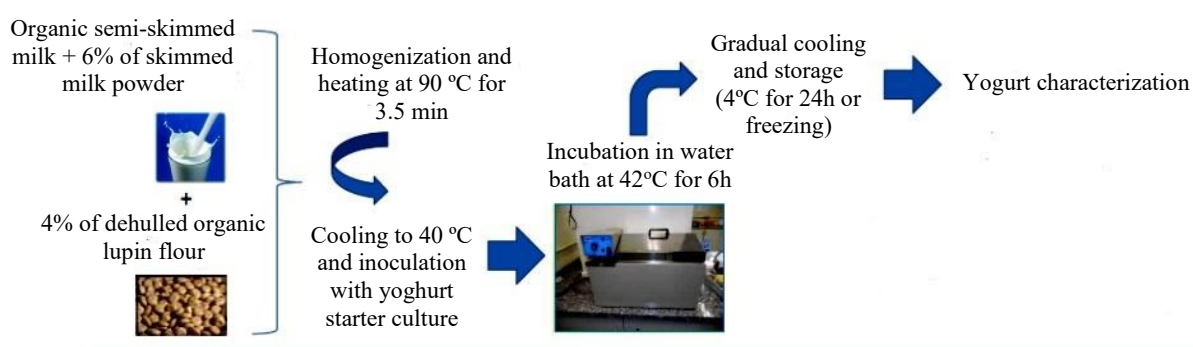 Organic semi-skimmed
milk + 6% of skimmed
milk powder
+
4% of dehulled organic
lupin flour
Homogenization and
heating at 90 ºC for
3.5 min
Cooling to 40 ºC
and inoculation
with yoghurt
starter culture
Incubation in water
bath at 42ºC for 6h
Gradual cooling
and storage
(4ºC for 24h or
freezing)
Yogurt characterization